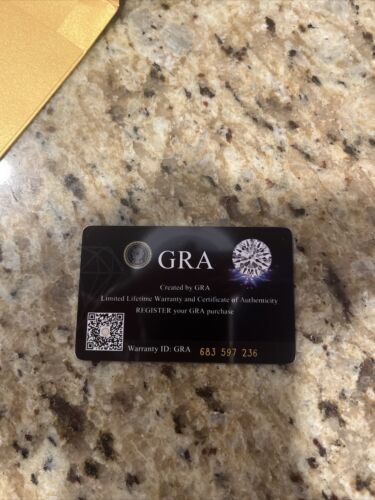 GRA
Created by GRA
Limited Lifetime Warranty and Certificate of Authenticity
REGISTER your GRA purchase
Warranty ID: GRA 683 597 236